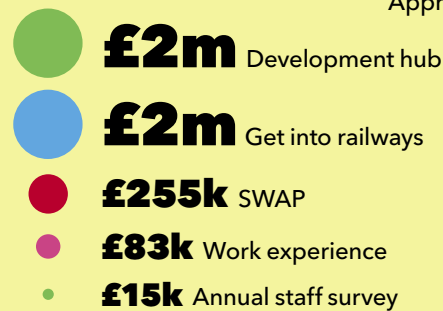 £2m Development hub
£2m Get into railways
£255k SWAP
£83k Work experience
£15k Annual staff survey